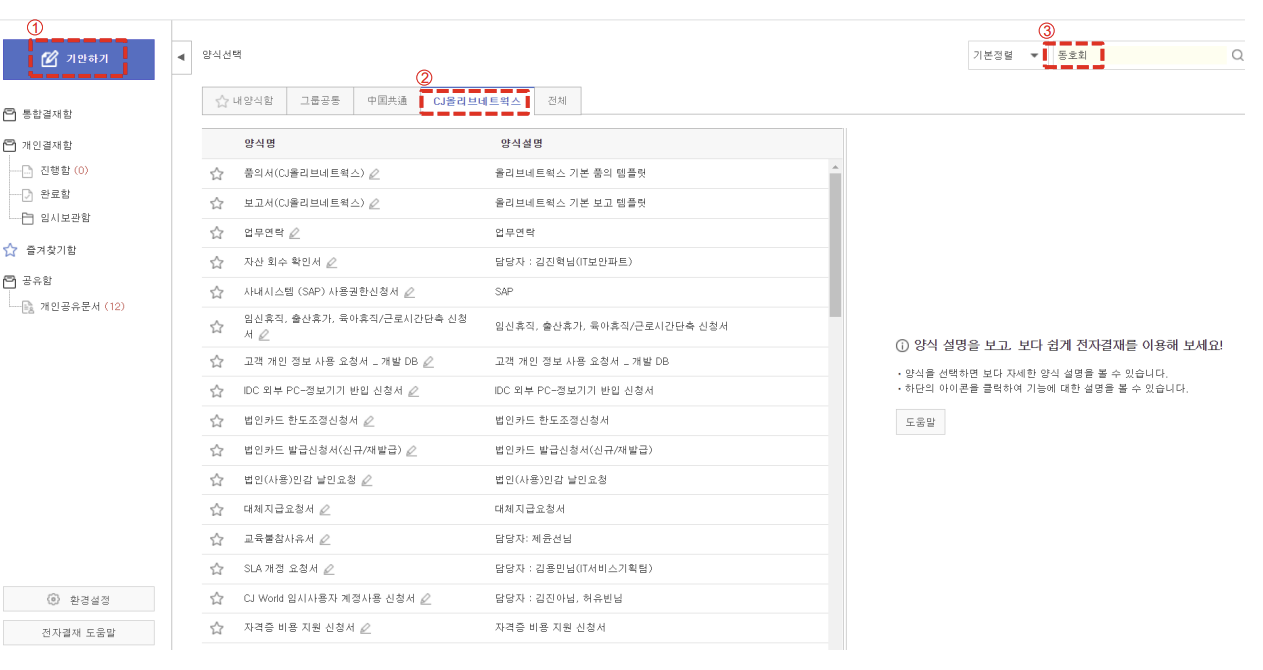 ①
기안하기
통합결재함
개인결재함
진행함 (0)
완료함
임시보관함
즐겨찾기함
공유함
개인공유문서 (12)
환경설정
전자결재 도움말
양식선택
③
기본정렬 동호회
②
내양식함 그룹공통 中国共通 CJ올리브네트웍스 전체
양식명 양식설명
품의서(CJ올리브네트웍스) 올리브네트웍스 기본 품의 템플릿
보고서(CJ올리브네트웍스) 올리브네트웍스 기본 보고 템플릿
업무연락 업무연락
자산 회수 확인서 담당자 : 김진혁님(IT보안파트)
사내시스템 (SAP) 사용권한신청서 SAP
임신휴직, 출산휴가, 육아휴직/근로시간단축 신청
서
임신휴직, 출산휴가, 육아휴직/근로시간단축 신청서
고객 개인 정보 사용 요청서 _ 개발 DB 고객 개인 정보 사용 요청서 _ 개발 DB
IDC 외부 PC-정보기기 반입 신청서 IDC 외부 PC-정보기기 반입 신청서
법인카드 한도조정신청서 법인카드 한도조정신청서
법인카드 발급신청서(신규/재발급) 법인카드 발급신청서(신규/재발급)
법인(사용)인감 날인요청 법인(사용)인감 날인요청
대체지급요청서 대체지급요청서
교육불참사유서 담당자: 제윤선님
SLA 개정 요청서 담당자 : 김용민님(IT서비스기획팀)
CJ World 임시사용자 계정사용 신청서 담당자 : 김진아님, 허유빈님
자격증 비용 지원 신청서 자격증 비용 지원 신청서
양식 설명을 보고, 보다 쉽게 전자결재를 이용해 보세요!
• 양식을 선택하면 보다 자세한 양식 설명을 볼 수 있습니다.
• 하단의 아이콘을 클릭하여 기능에 대한 설명을 볼 수 있습니다.
도움말